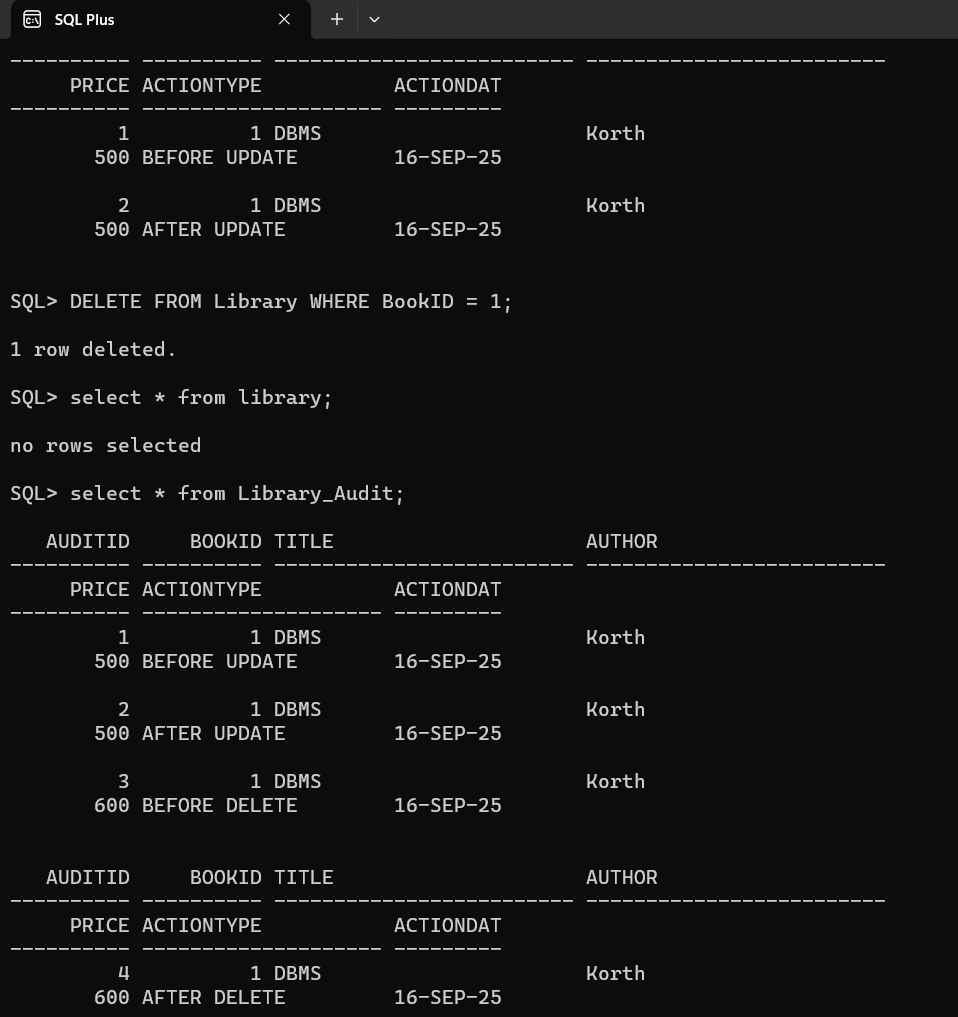 SQL Plus
---------- ---------- ------------------------- -------------------------
     PRICE ACTIONTYPE           ACTIONDAT
---------- -------------------- ---------
         1          1 DBMS                      Korth
       500 BEFORE UPDATE        16-SEP-25
         2          1 DBMS                      Korth
       500 AFTER UPDATE         16-SEP-25
SQL> DELETE FROM Library WHERE BookID = 1;
1 row deleted.
SQL> select * from library;
no rows selected
SQL> select * from Library_Audit;
   AUDITID     BOOKID TITLE                     AUTHOR
---------- ---------- ------------------------- -------------------------
     PRICE ACTIONTYPE           ACTIONDAT
---------- -------------------- ---------
         1          1 DBMS                      Korth
       500 BEFORE UPDATE        16-SEP-25
         2          1 DBMS                      Korth
       500 AFTER UPDATE         16-SEP-25
         3          1 DBMS                      Korth
       600 BEFORE DELETE        16-SEP-25
   AUDITID     BOOKID TITLE                     AUTHOR
---------- ---------- ------------------------- -------------------------
     PRICE ACTIONTYPE           ACTIONDAT
---------- -------------------- ---------
         4          1 DBMS                      Korth
       600 AFTER DELETE         16-SEP-25